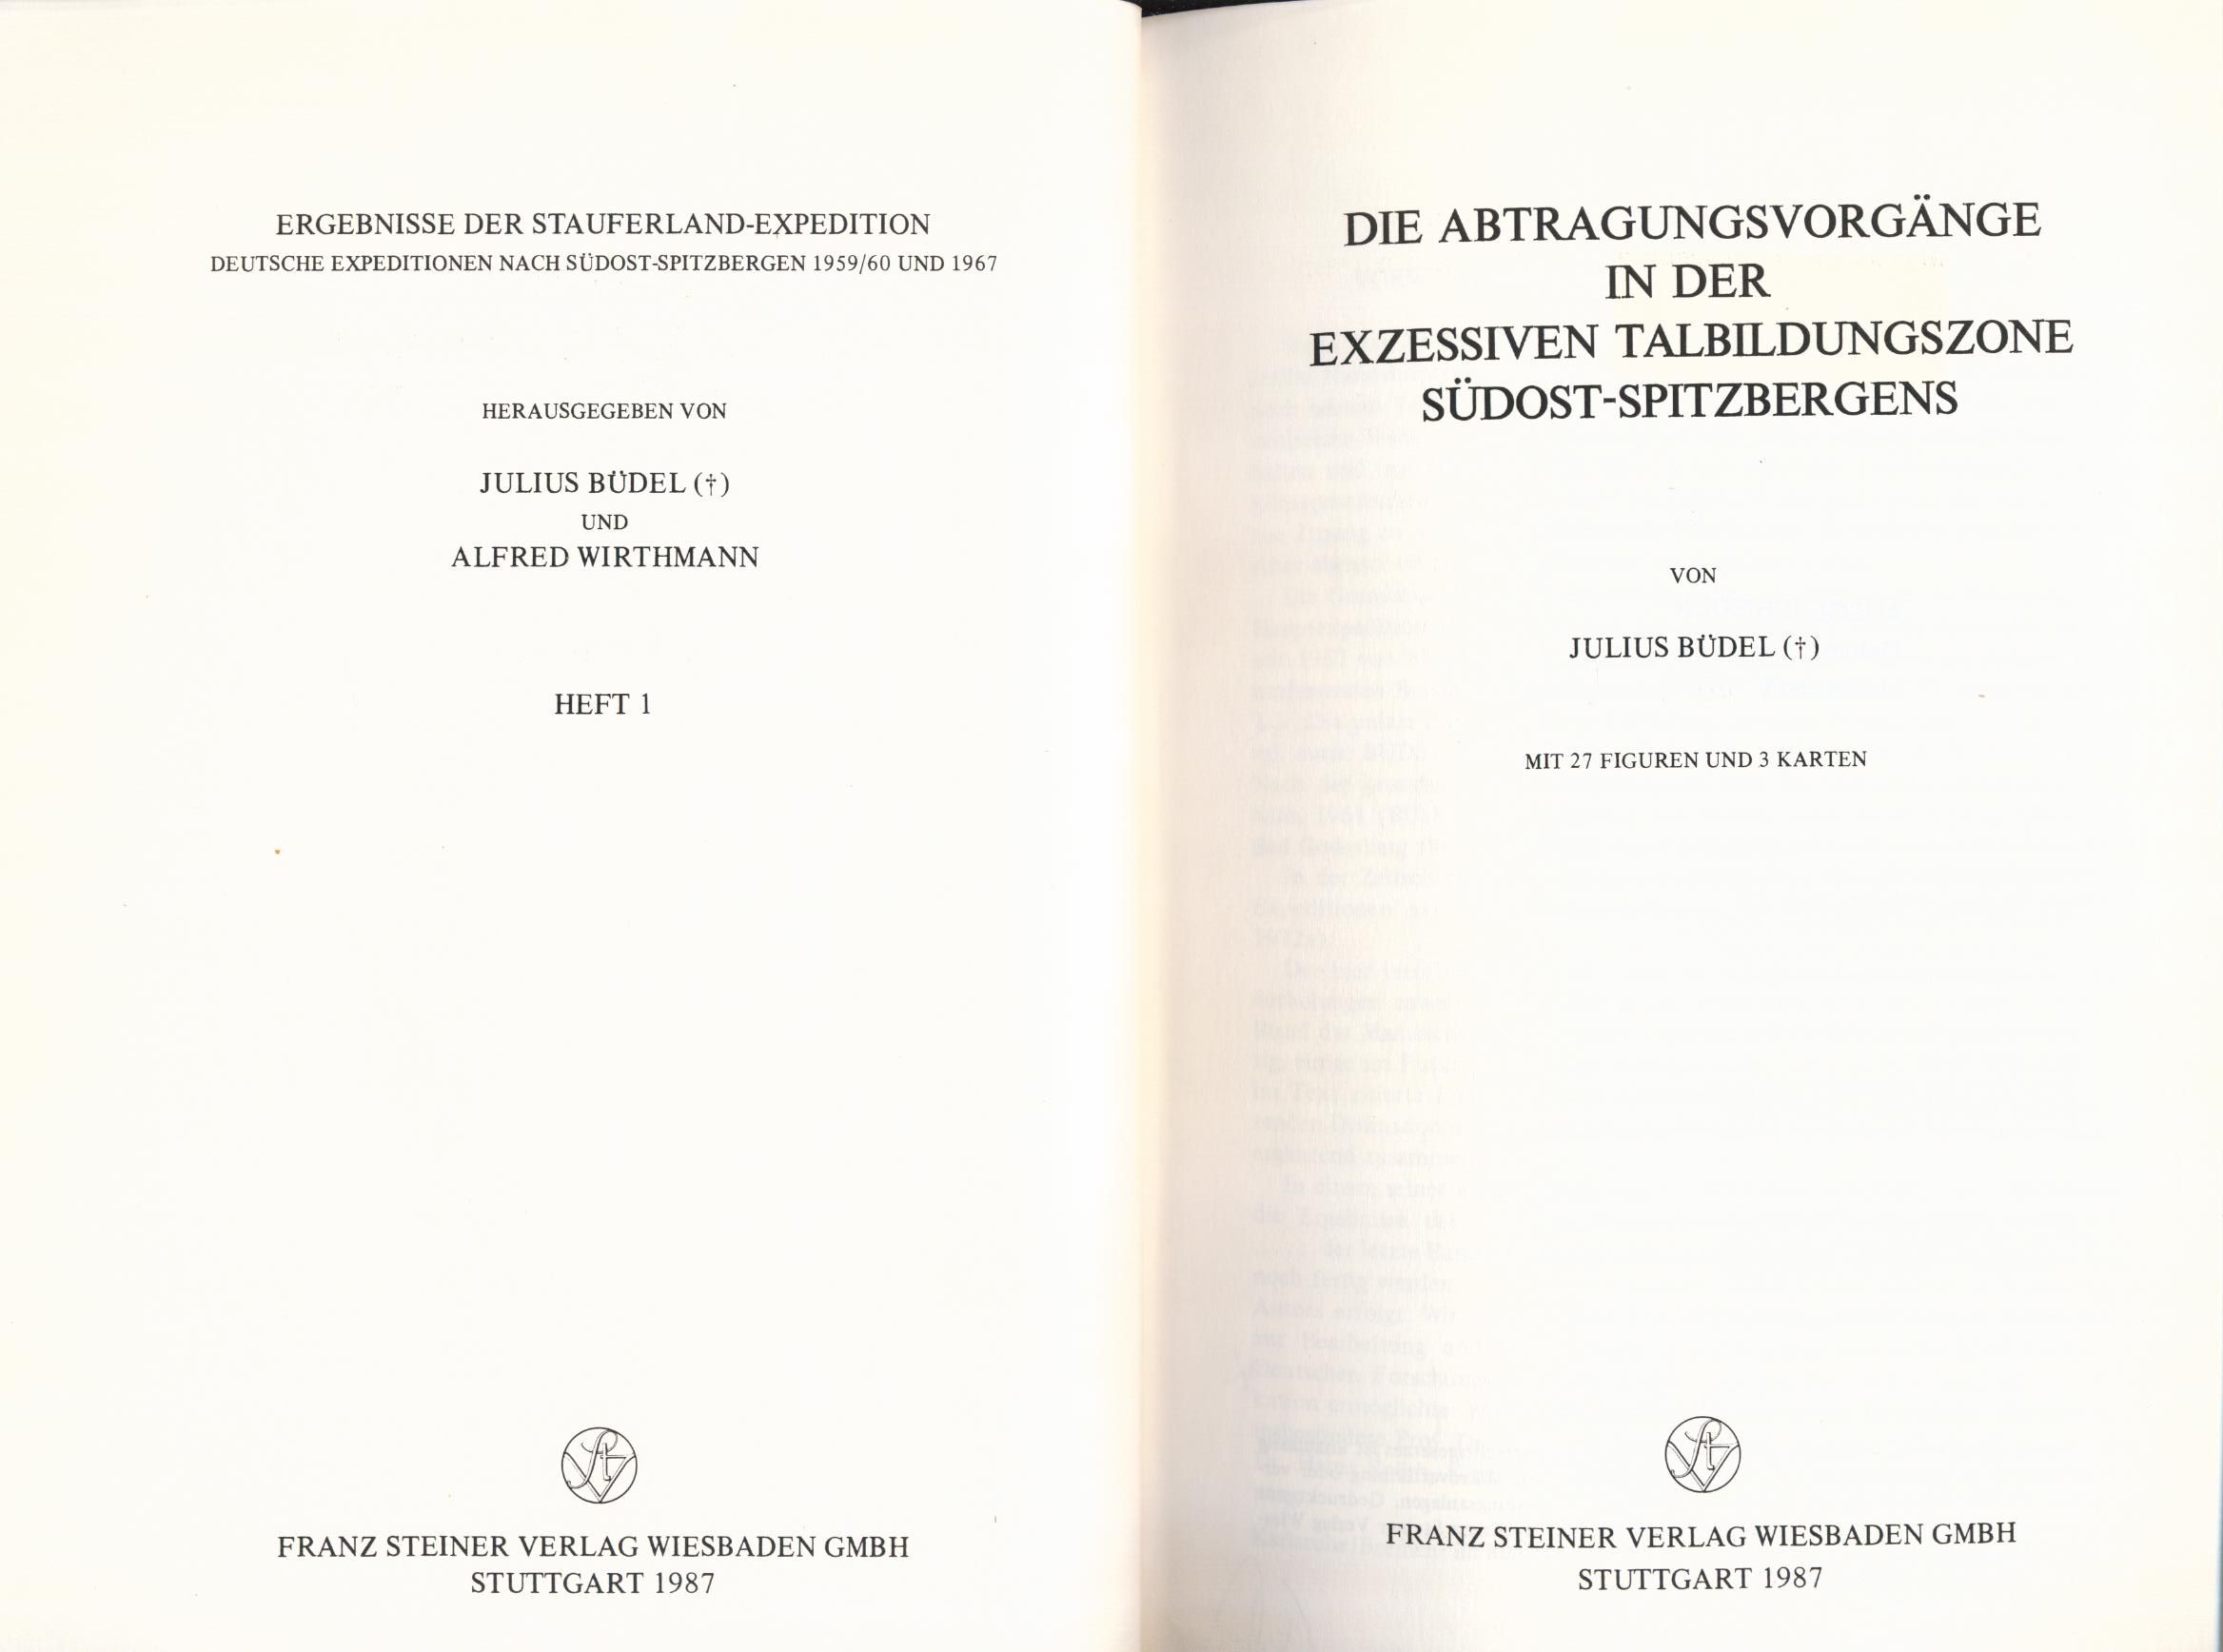 ERGEBNISSE DER STAUFERLAND-EXPEDITION
DEUTSCHE EXPEDITIONEN NACH SÜDOST-SPITZBERGEN 1959/60 UND 1967
HERAUSGEGEBEN VON
JULIUS BÜDEL (†)
UND
ALFRED WIRTHMANN
HEFT 1
FRANZ STEINER VERLAG WIESBADEN GMBH
STUTTGART 1987
DIE ABTRAGUNGSVORGÄNGE
IN DER
EXZESSIVEN TALBILDUNGSZONE
SÜDOST-SPITZBERGENS
VON
JULIUS BÜDEL (†)
MIT 27 FIGUREN UND 3 KARTEN
FRANZ STEINER VERLAG WIESBADEN GMBH
STUTTGART 1987